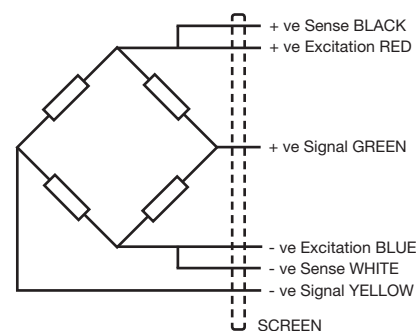 + ve Sense BLACK
+ ve Excitation RED
+ ve Signal GREEN
- ve Excitation BLUE
- ve Sense WHITE
- ve Signal YELLOW
SCREEN